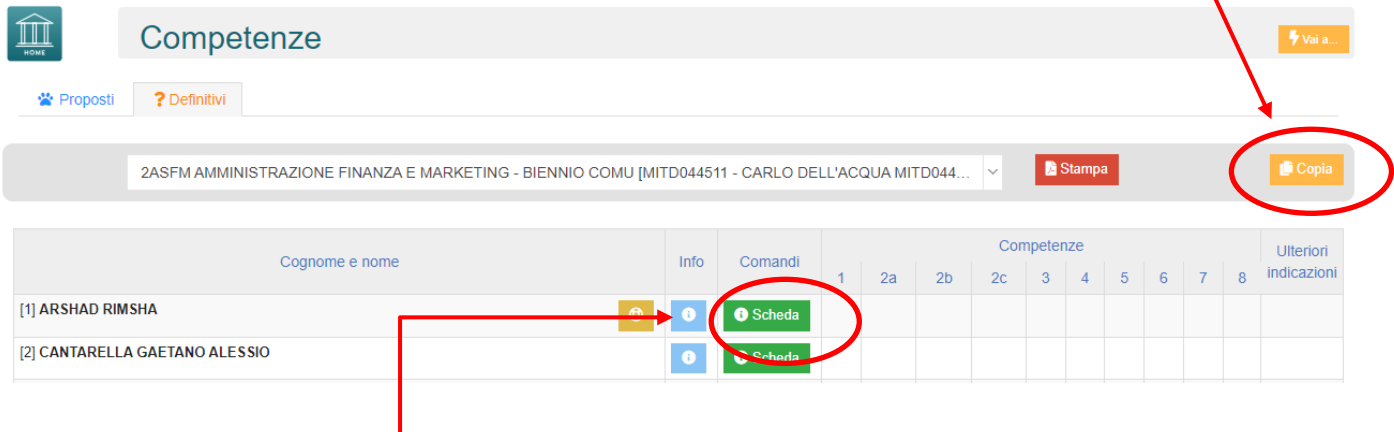 HOME
Competenze
Vai a...
Proposti
? Definitivi
2ASFM AMMINISTRAZIONE FINANZA E MARKETING - BIENNIO COMU [MITD044511 - CARLO DELL'ACQUA MITD044...
Stampa
Copia
Cognome e nome
Info
Comandi
Competenze
1 2a 2b 2c 3 4 5 6 7 8
Ulteriori
indicazioni
[1] ARSHAD RIMSHA
Scheda
[2] CANTARELLA GAETANO ALESSIO
Scheda